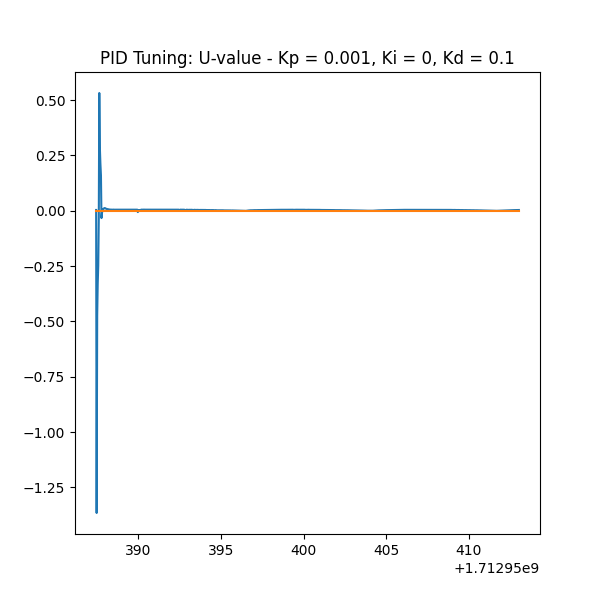 PID Tuning: U-value - Kp = 0.001, Ki = 0, Kd = 0.1
0.50
0.25
0.00
−0.25
−0.50
−0.75
−1.00
−1.25
390 395 400 405 410
+1.71295e9